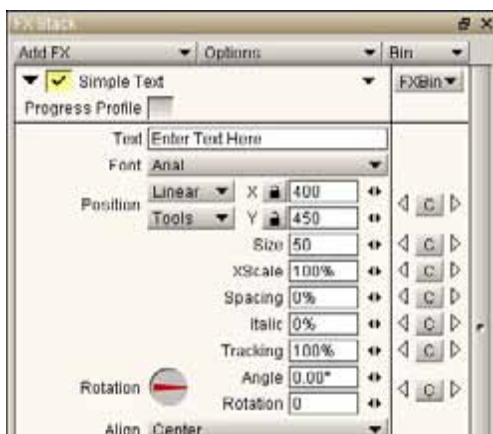 FX Stack
Add FX Options Bin
Simple Text FXBin
Progress Profile
Text Enter Text Here
Font Arial
Position Linear X 400
Tools Y 450 C
Size 50 C
XScale 100% C
Spacing 0% C
Italic 0% C
Tracking 100% C
Rotation Angle 0.00°
Rotation 0 C
Align Center